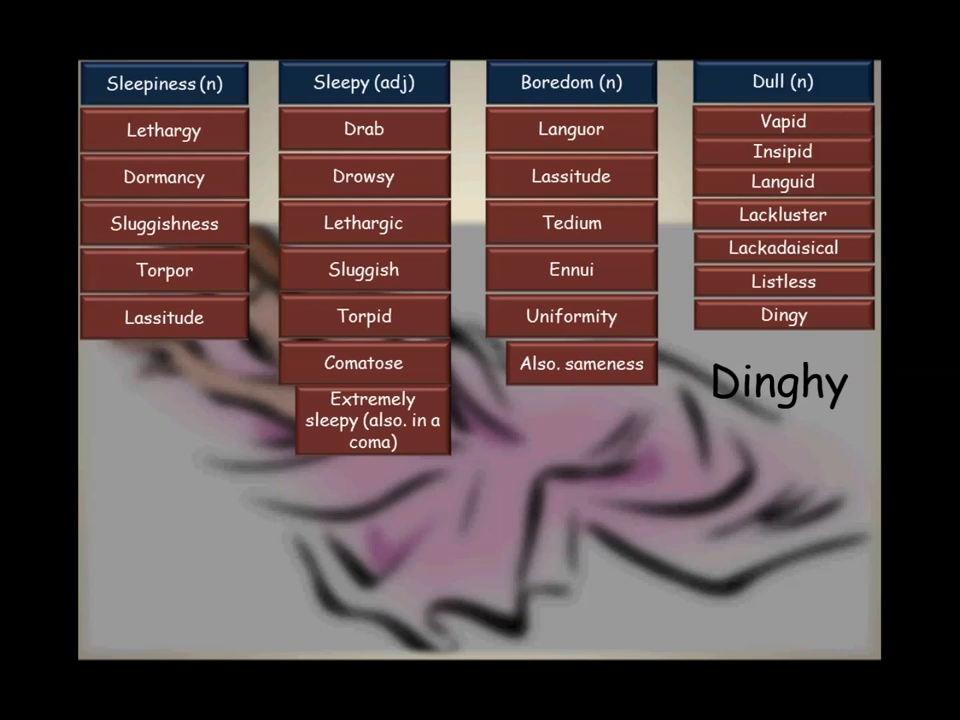 Sleepiness (n)
Lethargy
Dormancy
Sluggishness
Torpor
Lassitude
Sleepy (adj)
Drab
Drowsy
Lethargic
Sluggish
Torpid
Comatose
Extremely
sleepy (also. in a
coma)
Boredom (n)
Languor
Lassitude
Tedium
Ennui
Uniformity
Also. sameness
Dull (n)
Vapid
Insipid
Languid
Lackluster
Lackadaisical
Listless
Dingy
Dinghy